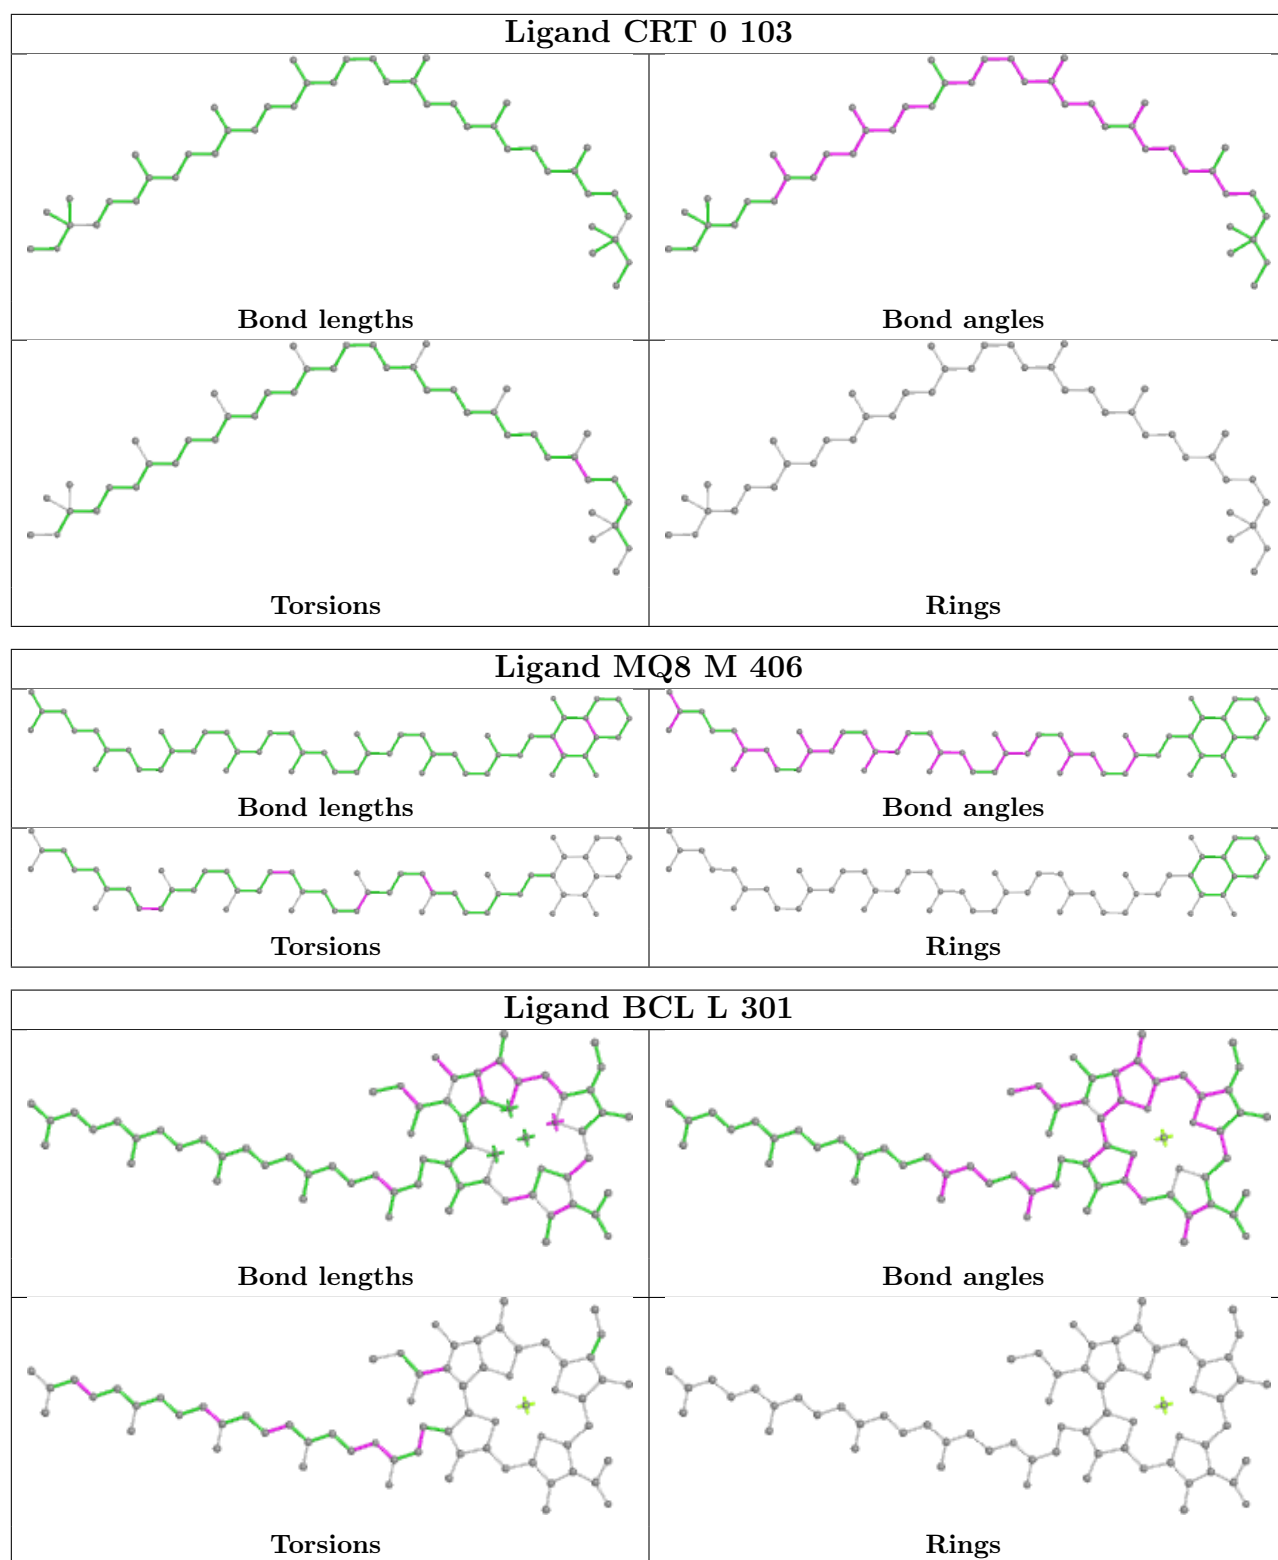 Ligand CRT 0 103
Bond lengths
Bond angles
Torsions
Rings
Ligand MQ8 M 406
Bond lengths
Bond angles
Torsions
Rings
Ligand BCL L 301
Bond lengths
Bond angles
Torsions
Rings